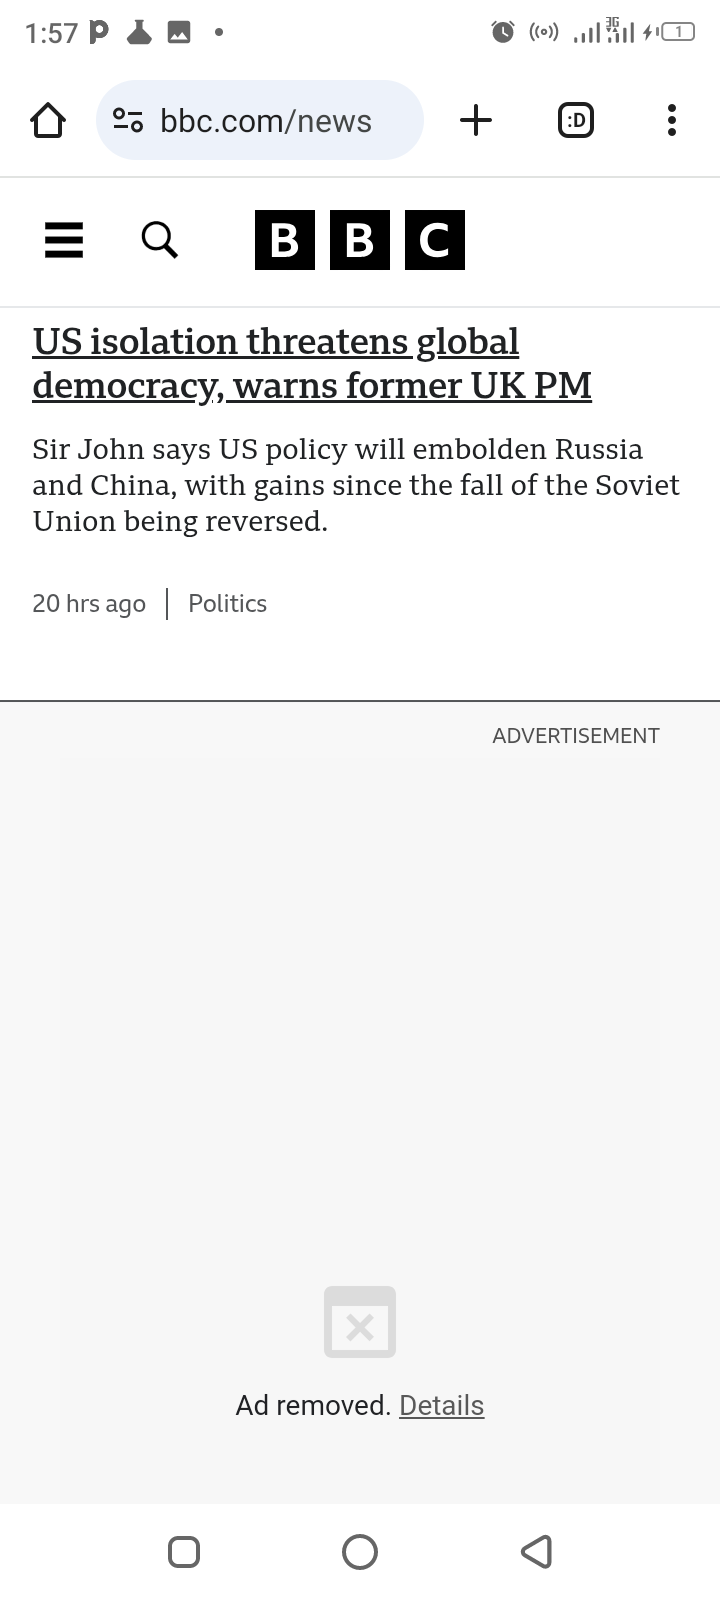 1:57
3G
1
bbc.com/news
:D
BBC
US isolation threatens global
democracy, warns former UK PM
Sir John says US policy will embolden Russia
and China, with gains since the fall of the Soviet
Union being reversed.
20 hrs ago | Politics
ADVERTISEMENT
Ad removed. Details